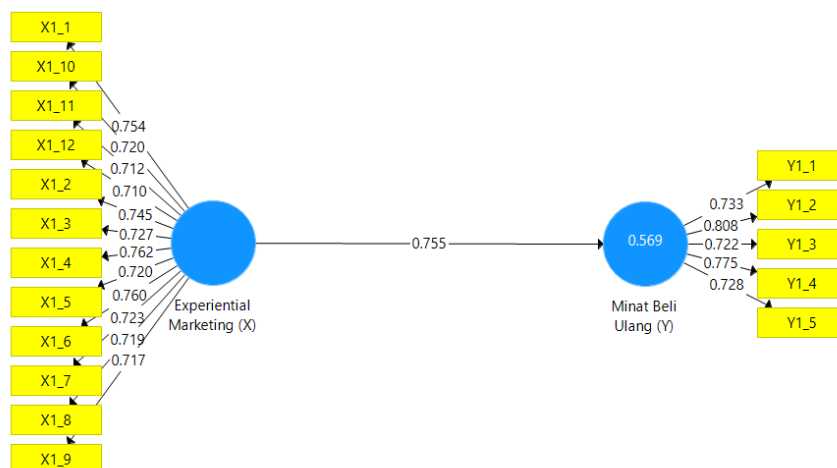 X1_1
X1_10
X1_11
X1_12
X1_2
X1_3
X1_4
X1_5
X1_6
X1_7
X1_8
X1_9
0.754
0.720
0.712
0.710
0.745
0.727
0.762
0.720
0.760
0.723
0.719
0.717
Experiential
Marketing (X)
0.755
0.569
Minat Beli
Ulang (Y)
0.733
0.808
0.722
0.775
0.728
Y1_1
Y1_2
Y1_3
Y1_4
Y1_5